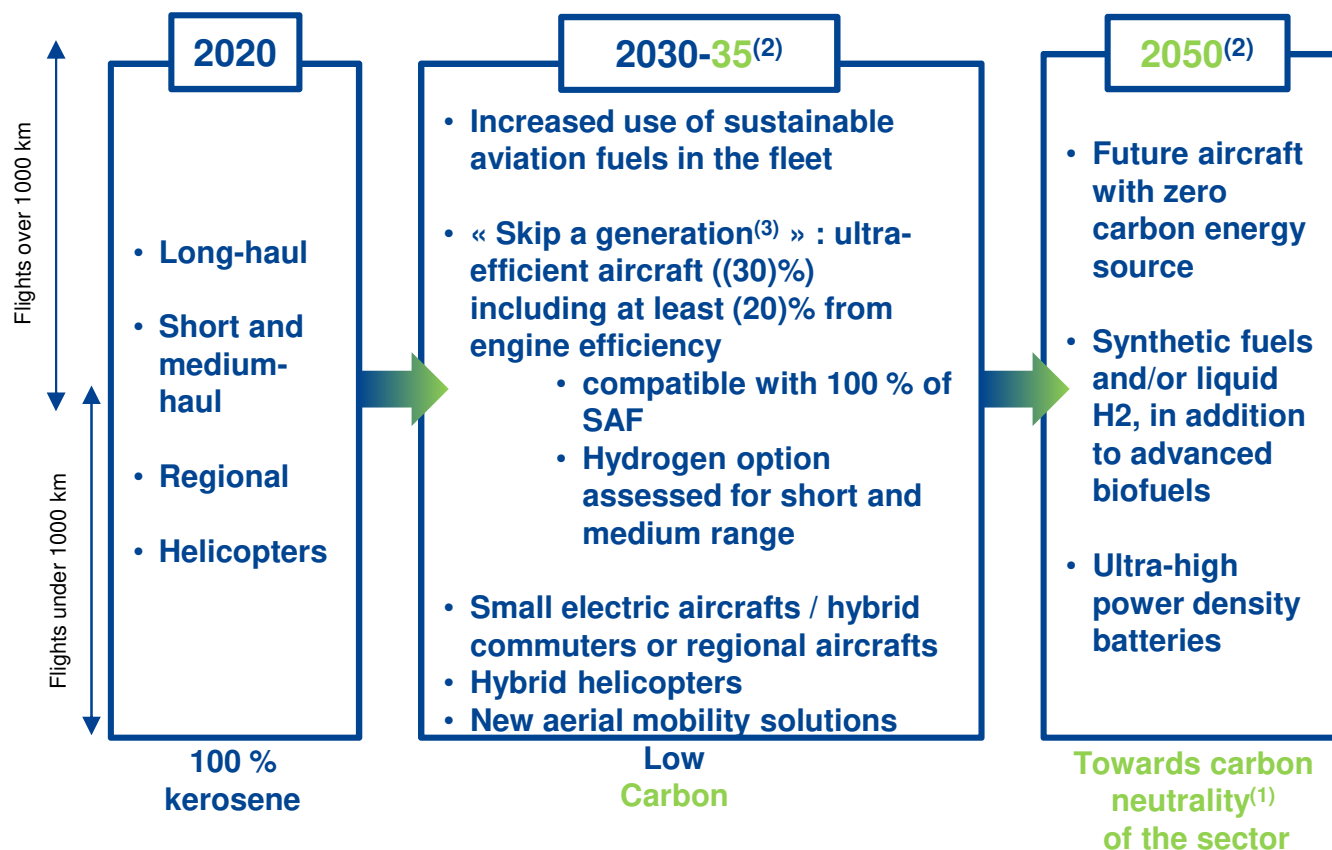 Flights over 1000 km
Flights under 1000 km
2020
• Long-haul
• Short and
medium-
haul
• Regional
• Helicopters
100 %
kerosene
2030-35(2)
• Increased use of sustainable
aviation fuels in the fleet
• « Skip a generation(3) » : ultra-
efficient aircraft ((30)%)
including at least (20)% from
engine efficiency
• compatible with 100 % of
SAF
• Hydrogen option
assessed for short and
medium range
• Small electric aircrafts / hybrid
commuters or regional aircrafts
• Hybrid helicopters
• New aerial mobility solutions
Low
Carbon
2050(2)
• Future aircraft
with zero
carbon energy
source
• Synthetic fuels
and/or liquid
H2, in addition
to advanced
biofuels
• Ultra-high
power density
batteries
Towards carbon
neutrality(1)
of the sector